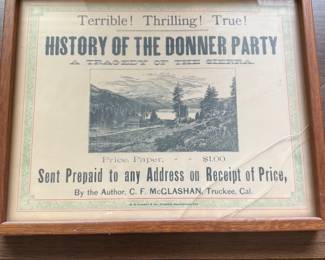 Terrible! Thrilling! True!
HISTORY OF THE DONNER PARTY
A TRAGEDY OF THE SIERRA.
Price, Paper, - - $1.00
Sent Prepaid to any Address on Receipt of Price,
By the Author, C. F. McGLASHAN, Truckee, Cal.